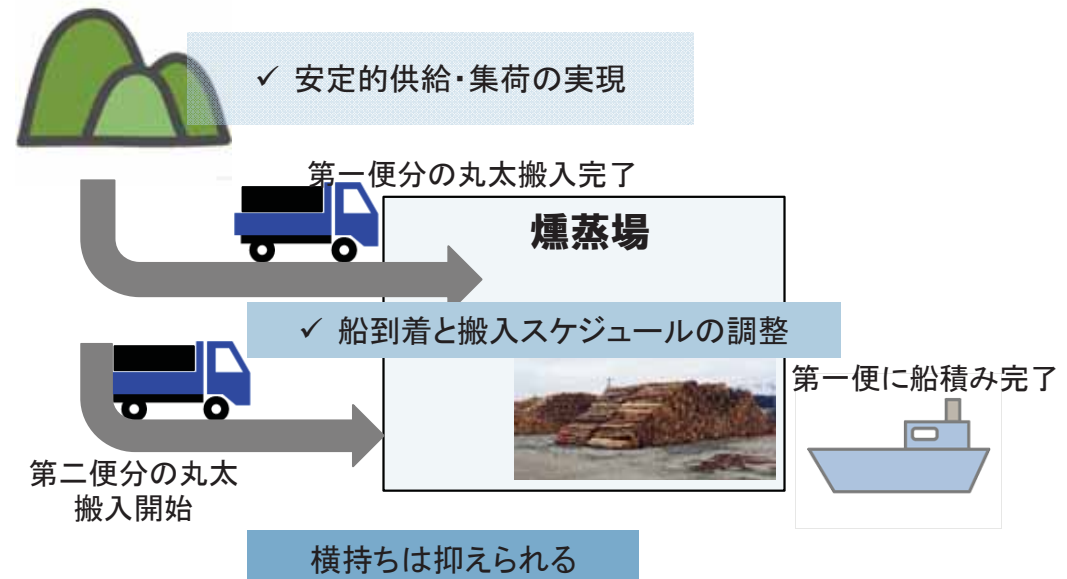 ✓ 安定的供給・集荷の実現
第一便分の丸太搬入完了
燻蒸場
✓ 船到着と搬入スケジュールの調整
第一便に船積み完了
第二便分の丸太
搬入開始
横持ちは抑えられる